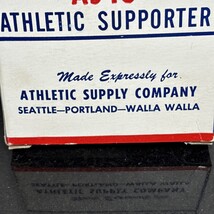 ATHLETIC SUPPORTER
Made Expressly for
ATHLETIC SUPPLY COMPANY
SEATTLE—PORTLAND—WALLA WALLA